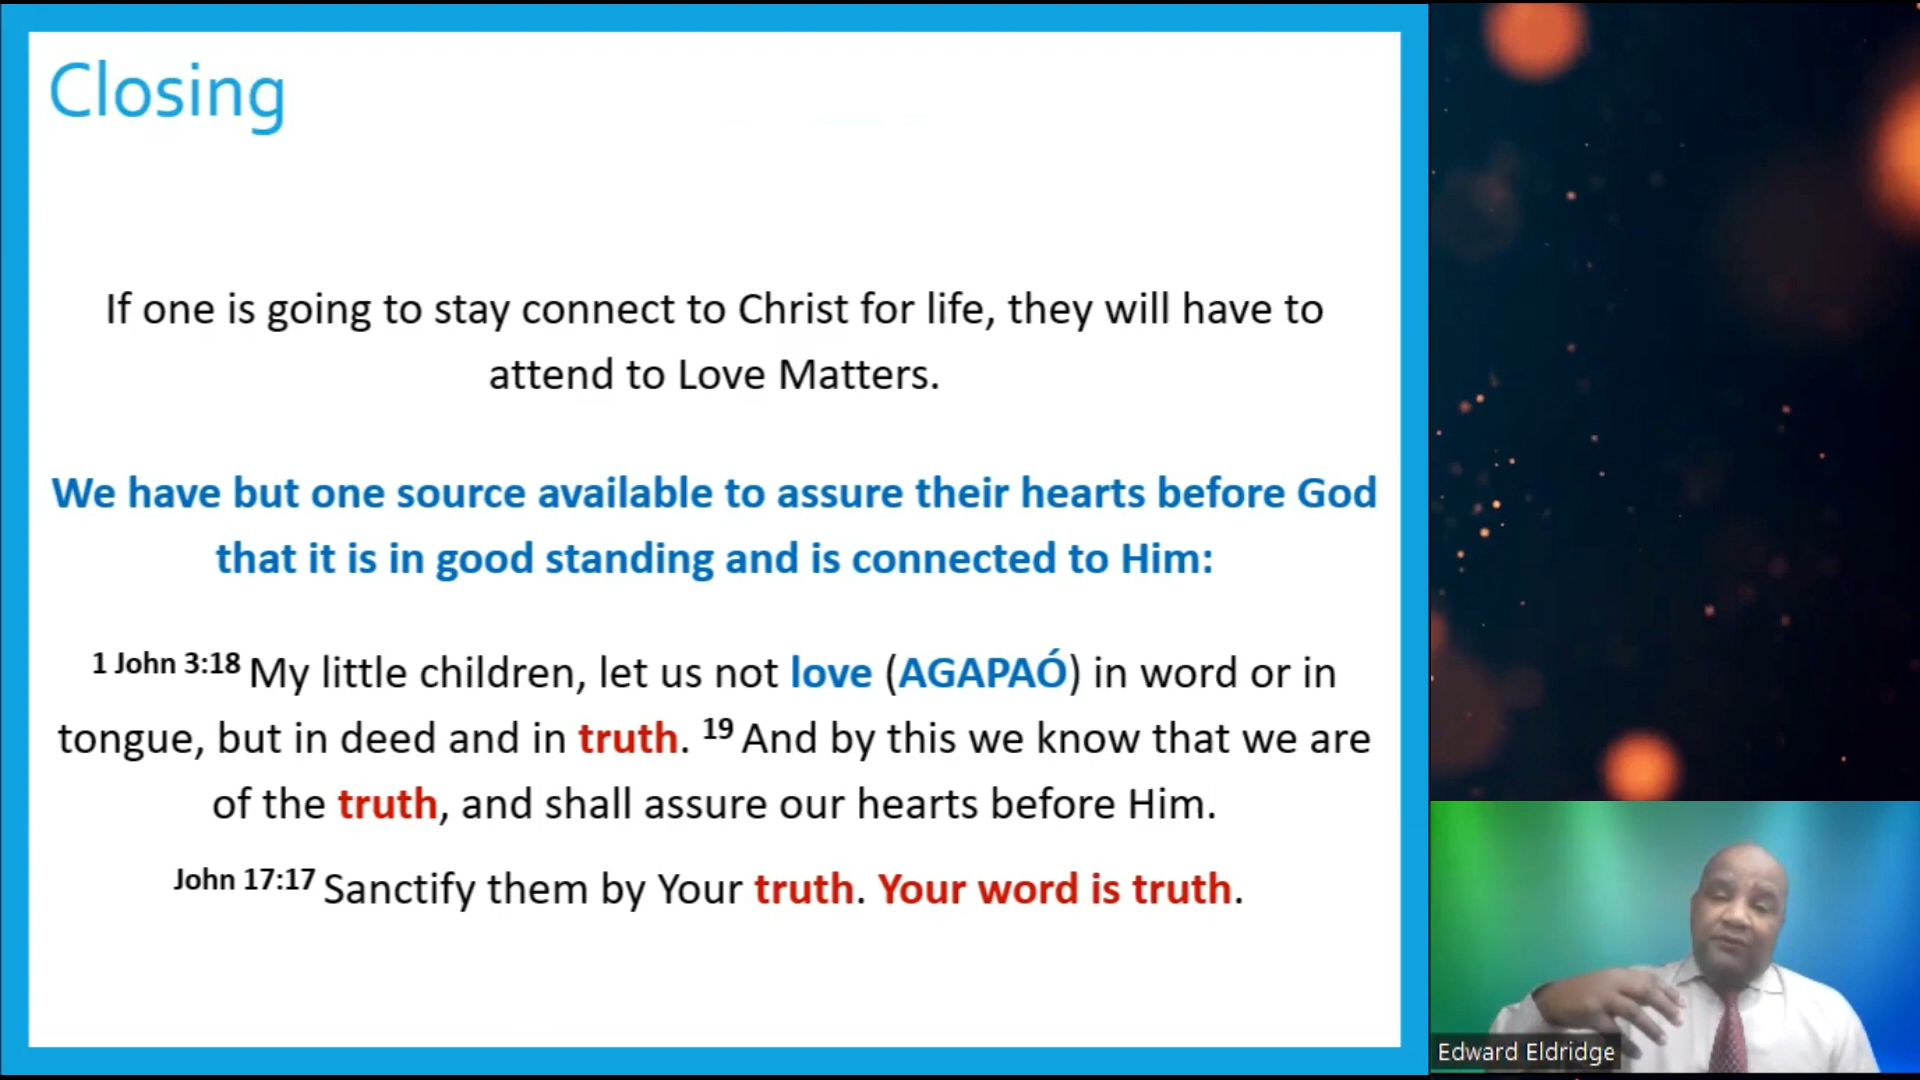 Closing
If one is going to stay connect to Christ for life, they will have to
attend to Love Matters.
We have but one source available to assure their hearts before God
that it is in good standing and is connected to Him:
1 John 3:18 My little children, let us not love (AGAPAÓ) in word or in
tongue, but in deed and in truth. 19 And by this we know that we are
of the truth, and shall assure our hearts before Him.
John 17:17 Sanctify them by Your truth. Your word is truth.
Edward Eldridge